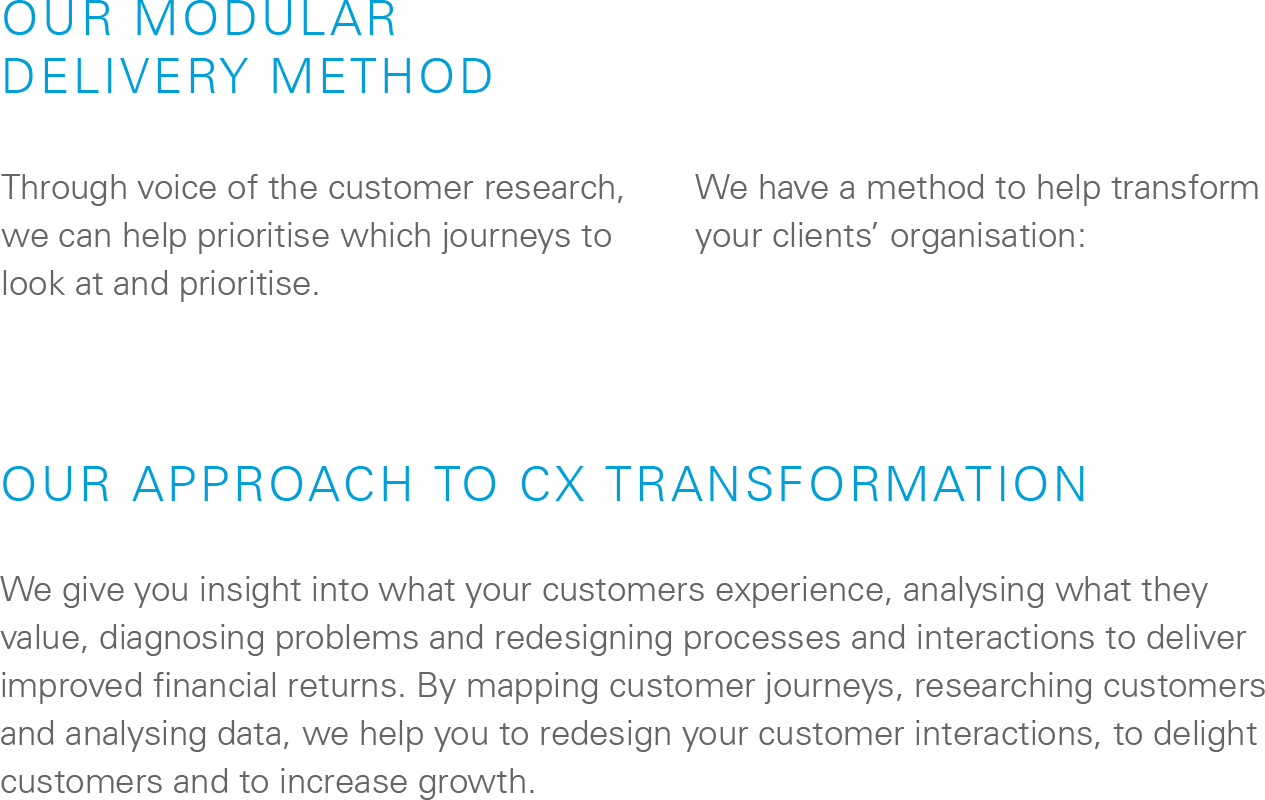 OUR MODULAR
DELIVERY METHOD
Through voice of the customer research,
we can help prioritise which journeys to
look at and prioritise.
We have a method to help transform
your clients’ organisation:
OUR APPROACH TO CX TRANSFORMATION
We give you insight into what your customers experience, analysing what they
value, diagnosing problems and redesigning processes and interactions to deliver
improved financial returns. By mapping customer journeys, researching customers
and analysing data, we help you to redesign your customer interactions, to delight
customers and to increase growth.